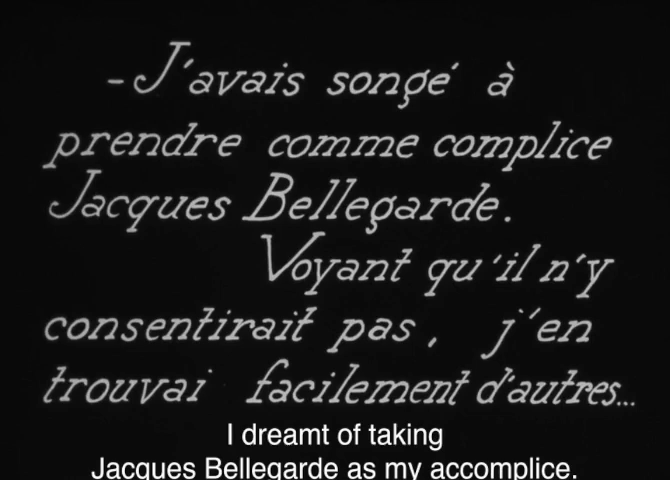 -J'avais songé à
prendre comme complice
Jacques Bellegarde.
Voyant qu'il n'y
consentirait pas, j'en
trouvai facilement d'autres...
I dreamt of taking
Jacques Bellegarde as my accomplice.